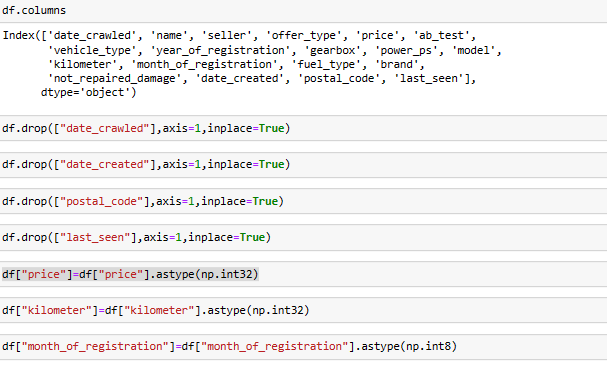 df.columns
Index(['date_crawled', 'name', 'seller', 'offer_type', 'price', 'ab_test',
'vehicle_type', 'year_of_registration', 'gearbox', 'power_ps', 'model',
'kilometer', 'month_of_registration', 'fuel_type', 'brand',
'not_repaired_damage', 'date_created', 'postal_code', 'last_seen'],
dtype='object')
df.drop(["date_crawled"],axis=1,inplace=True)
df.drop(["date_created"],axis=1,inplace=True)
df.drop(["postal_code"],axis=1,inplace=True)
df.drop(["last_seen"],axis=1,inplace=True)
df["price"]=df["price"].astype(np.int32)
df["kilometer"]=df["kilometer"].astype(np.int32)
df["month_of_registration"]=df["month_of_registration"].astype(np.int8)